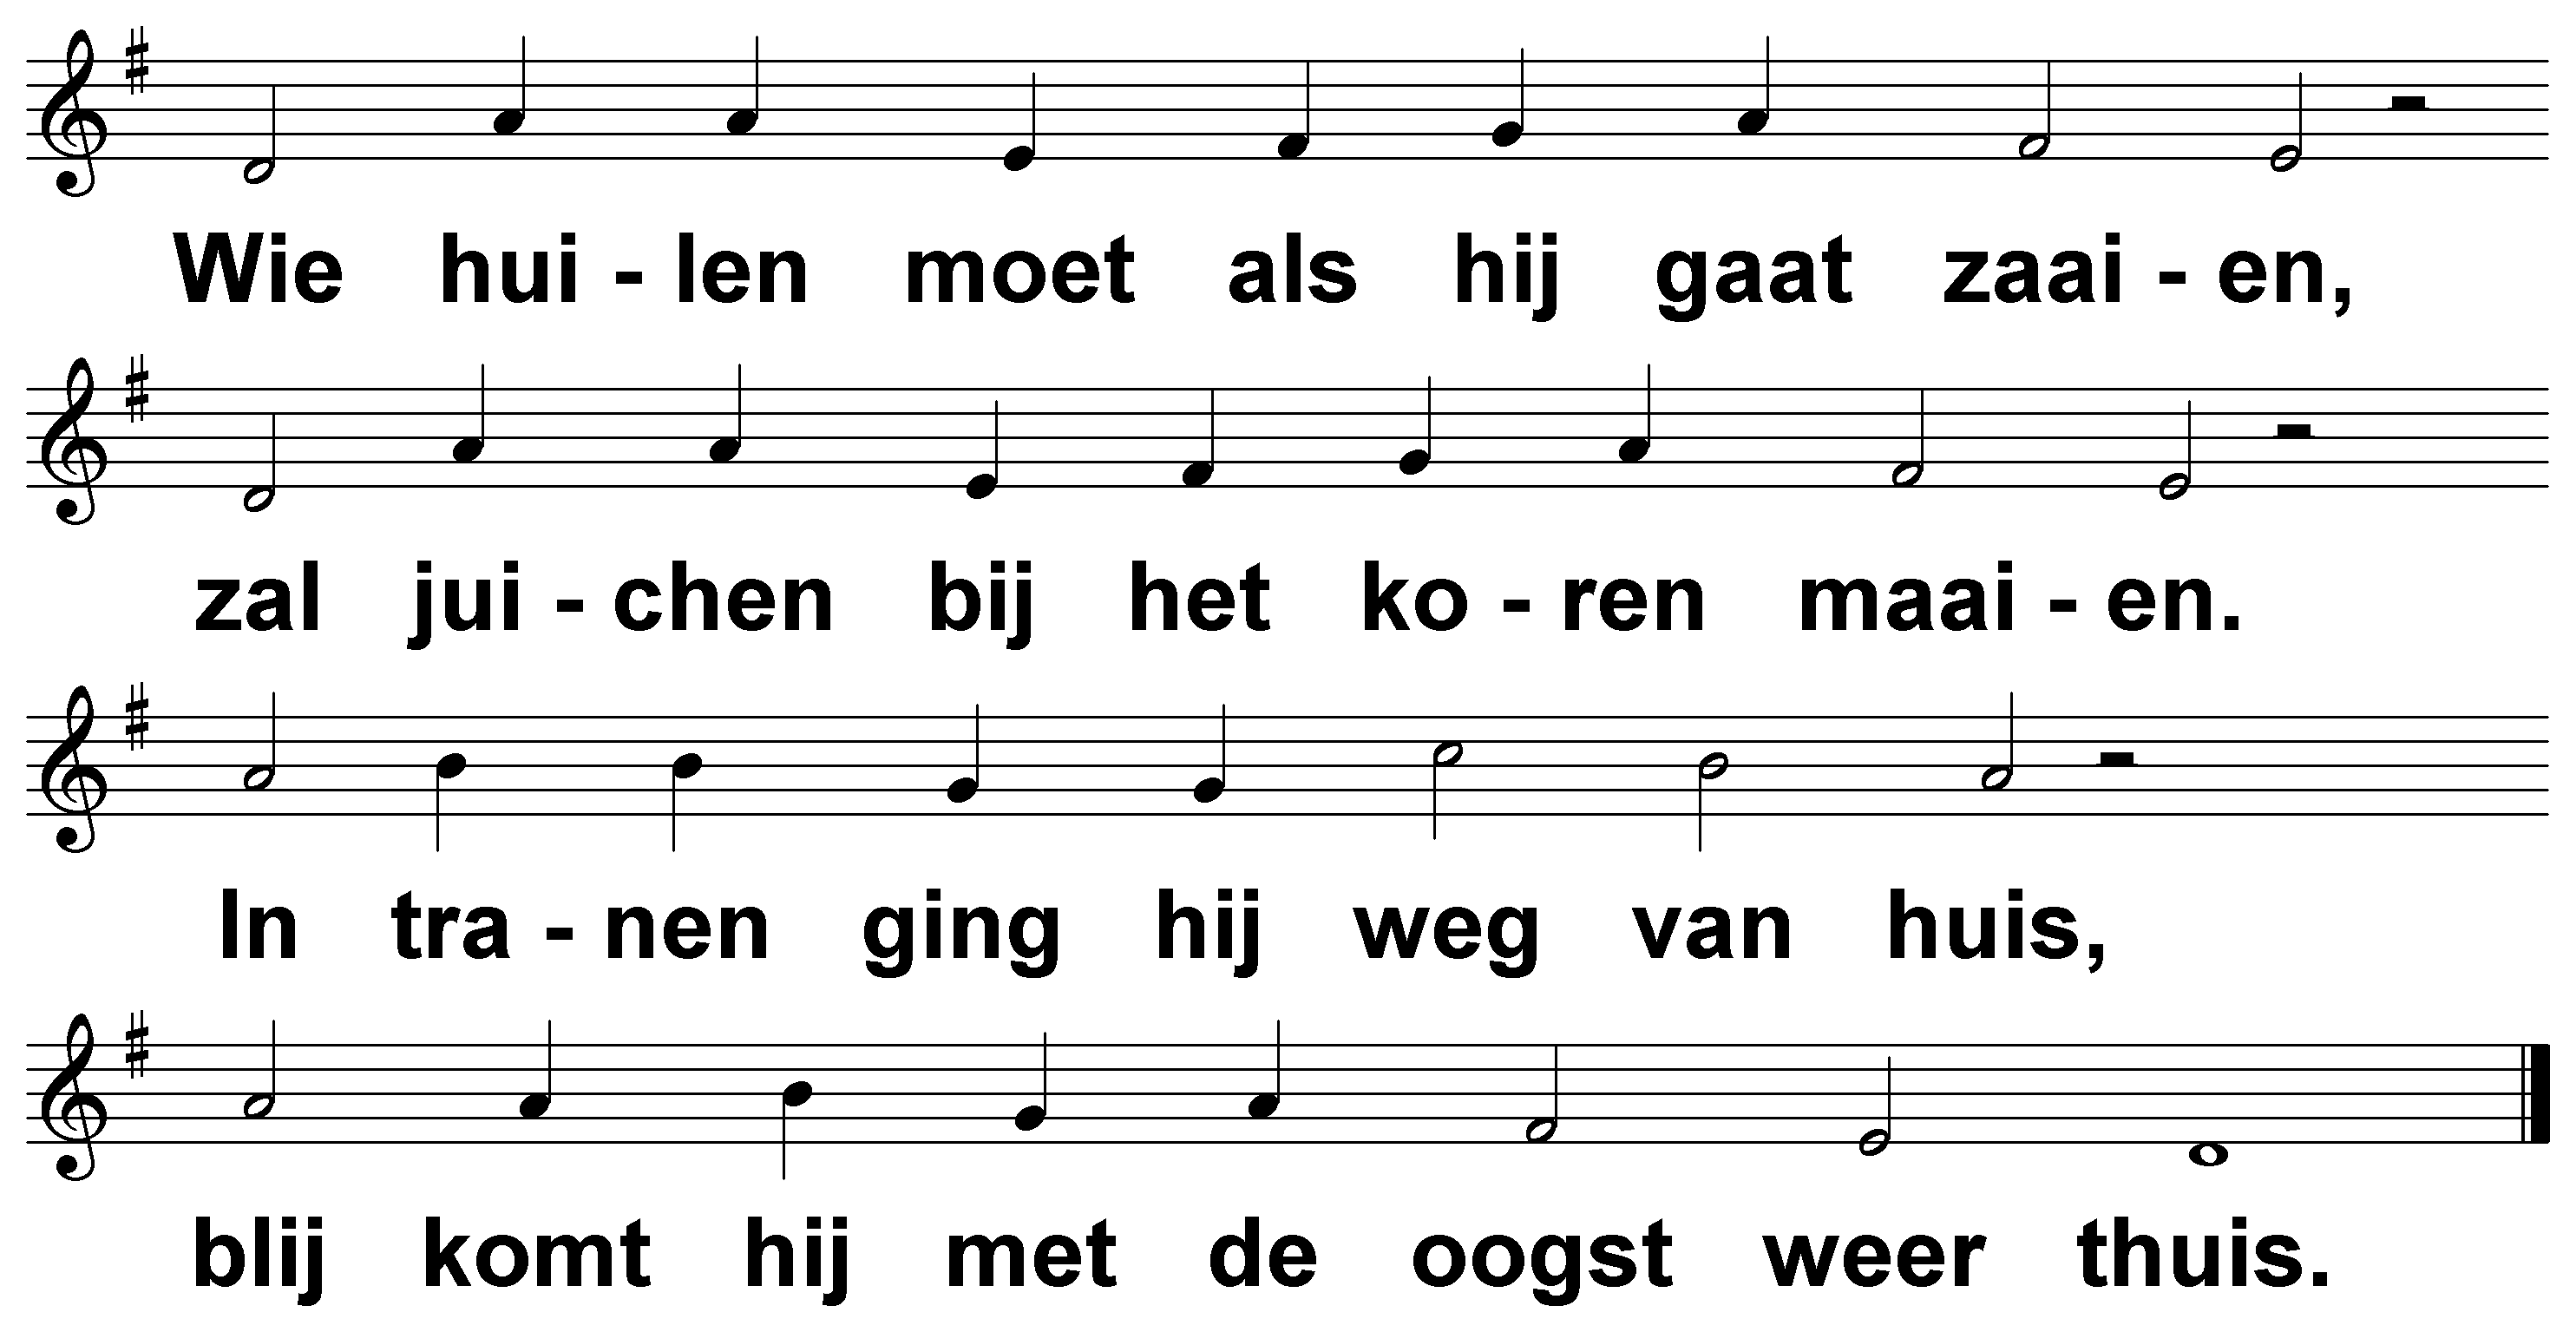 Wie hui - len moet als hij gaat zaai - en,
zal jui - chen bij het ko - ren maai - en.
In tra - nen ging hij weg van huis,
blij komt hij met de oogst weer thuis.